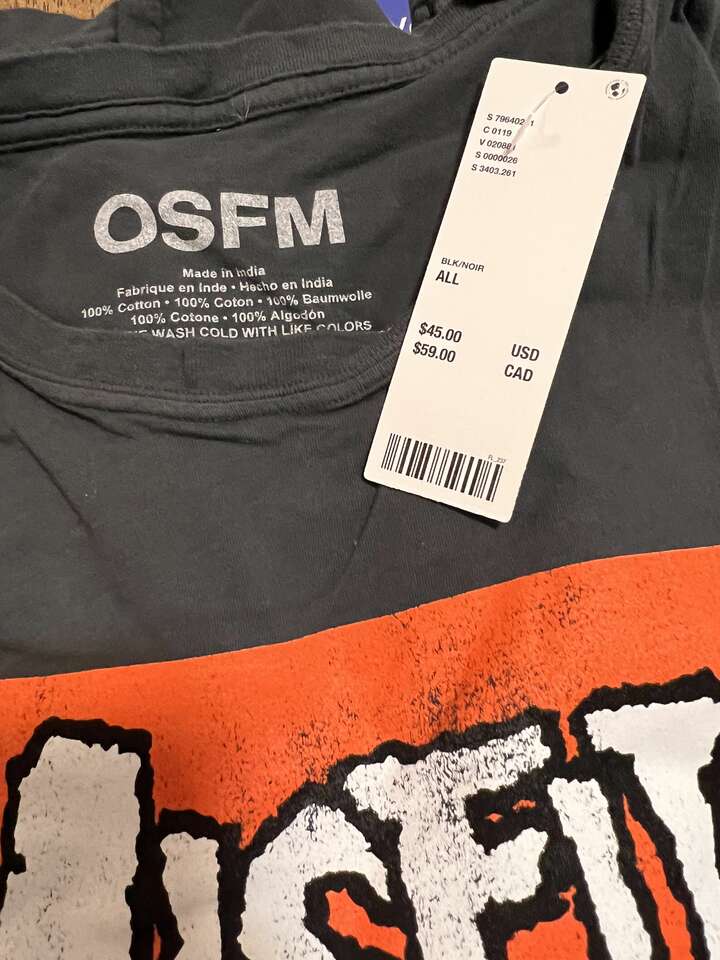 OSFM
Made in India
Fabrique en Inde • Hecho en India
100% Cotton • 100% Coton • 100% Baumwolle
100% Cotone • 100% Algodón
WASH COLD WITH LIKE COLORS
C 0119
S 0000026
S 3403.261
BLK/NOIR
ALL
$45.00 USD
$59.00 CAD
FL_237
MISFIT